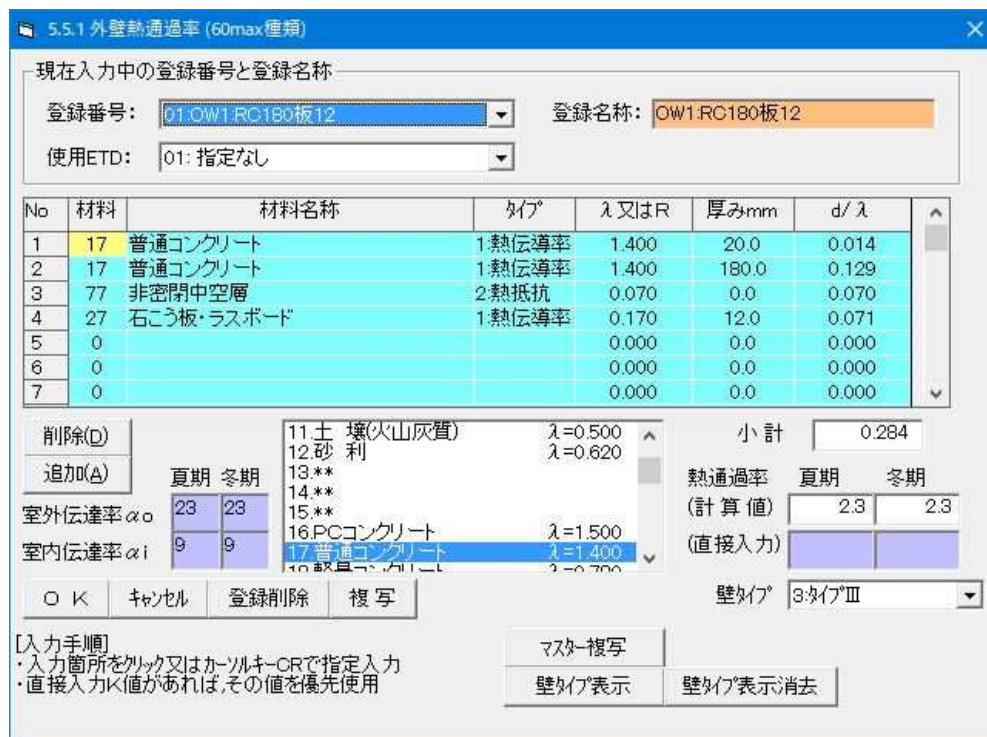 5.5.1 外壁熱通過率 (60max種類)
現在入力中の登録番号と登録名称
登録番号: 01:OW1:RC180板12 登録名称: OW1:RC180板12
使用ETD: 01: 指定なし
No 材料 材料名称 ﾀｲﾌﾟ λ又はR 厚みmm d/λ
1 17 普通コンクリート 1:熱伝導率 1.400 20.0 0.014
2 17 普通コンクリート 1:熱伝導率 1.400 180.0 0.129
3 77 非密閉中空層 2:熱抵抗 0.070 0.0 0.070
4 27 石こう板・ラスボード 1:熱伝導率 0.170 12.0 0.071
5 0 0.000 0.0 0.000
6 0 0.000 0.0 0.000
7 0 0.000 0.0 0.000
削除(D)
追加(A)
夏期 冬期
室外伝達率αo 23 23
室内伝達率αi 9 9
11.土 壌(火山灰質) λ=0.500
12.砂 利 λ=0.620
13.**
14.**
15.**
16.PCコンクリート λ=1.500
17.普通コンクリート λ=1.400
小計 0.284
熱通過率 夏期 冬期
(計算値) 2.3 2.3
(直接入力)
ＯＫ ｷｬﾝｾﾙ 登録削除 複写
壁ﾀｲﾌﾟ 3:ﾀｲﾌﾟⅢ
[入力手順]
・入力箇所をｸﾘｯｸ又はｶｰｿﾙｷｰCRで指定入力
・直接入力K値があれば,その値を優先使用
ﾏｽﾀｰ複写
壁ﾀｲﾌﾟ表示 壁ﾀｲﾌﾟ表示消去